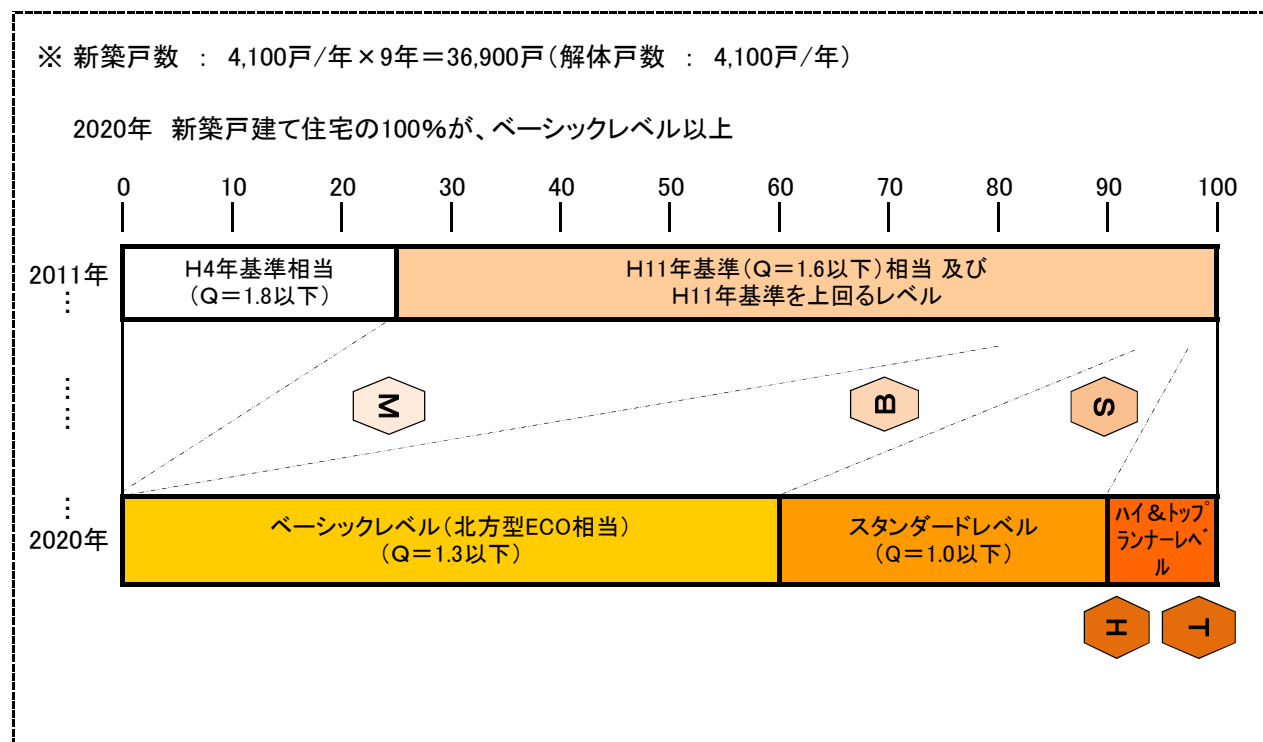 ※ 新築戸数 ： 4,100戸/年×9年＝36,900戸（解体戸数 ： 4,100戸/年）
2020年 新築戸建て住宅の100％が、ベーシックレベル以上
0 10 20 30 40 50 60 70 80 90 100
2011年
H4年基準相当
（Q＝1.8以下）
H11年基準（Q＝1.6以下）相当 及び
H11年基準を上回るレベル
M
B
S
2020年
ベーシックレベル（北方型ECO相当）
（Q＝1.3以下）
スタンダードレベル
（Q＝1.0以下）
ハイ＆トップ
ランナーレベ
ル
H
T